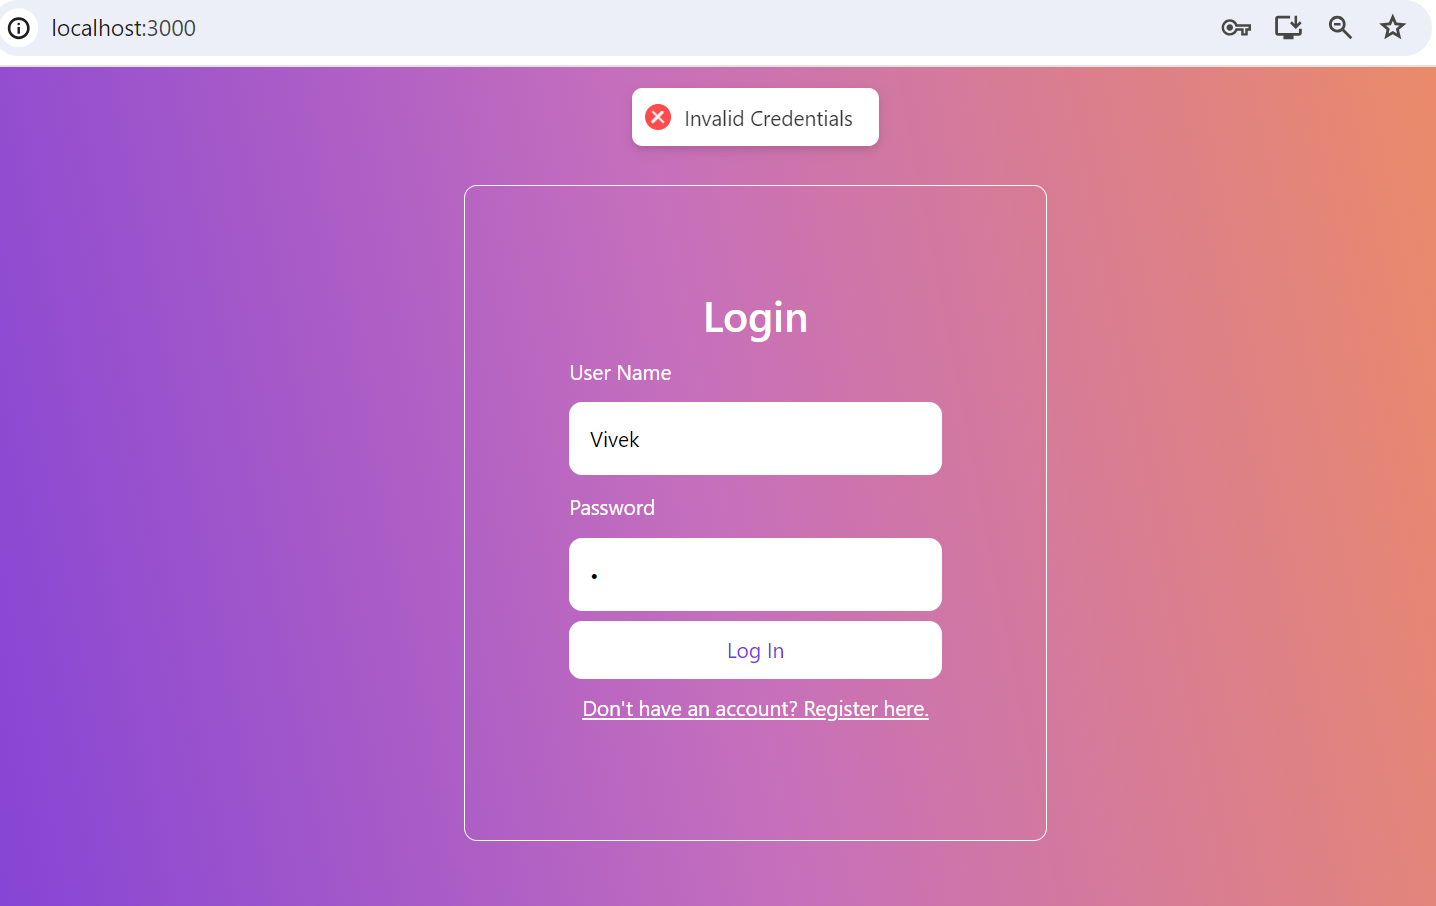 localhost:3000
Invalid Credentials
Login
User Name
Vivek
Password
•
Log In
Don't have an account? Register here.